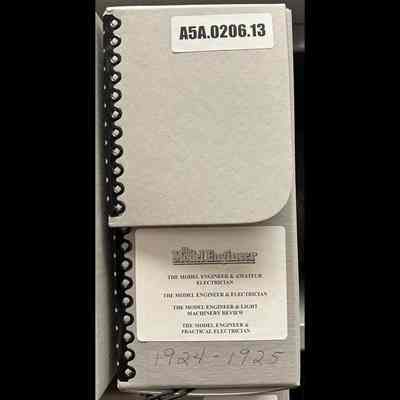 A5A.0206.13
The
Model Engineer
THE MODEL ENGINEER & AMATEUR
ELECTRICIAN
THE MODEL ENGINEER & ELECTRICIAN
THE MODEL ENGINEER & LIGHT
MACHINERY REVIEW
THE MODEL ENGINEER &
PRACTICAL ELECTRICIAN
1924-1925